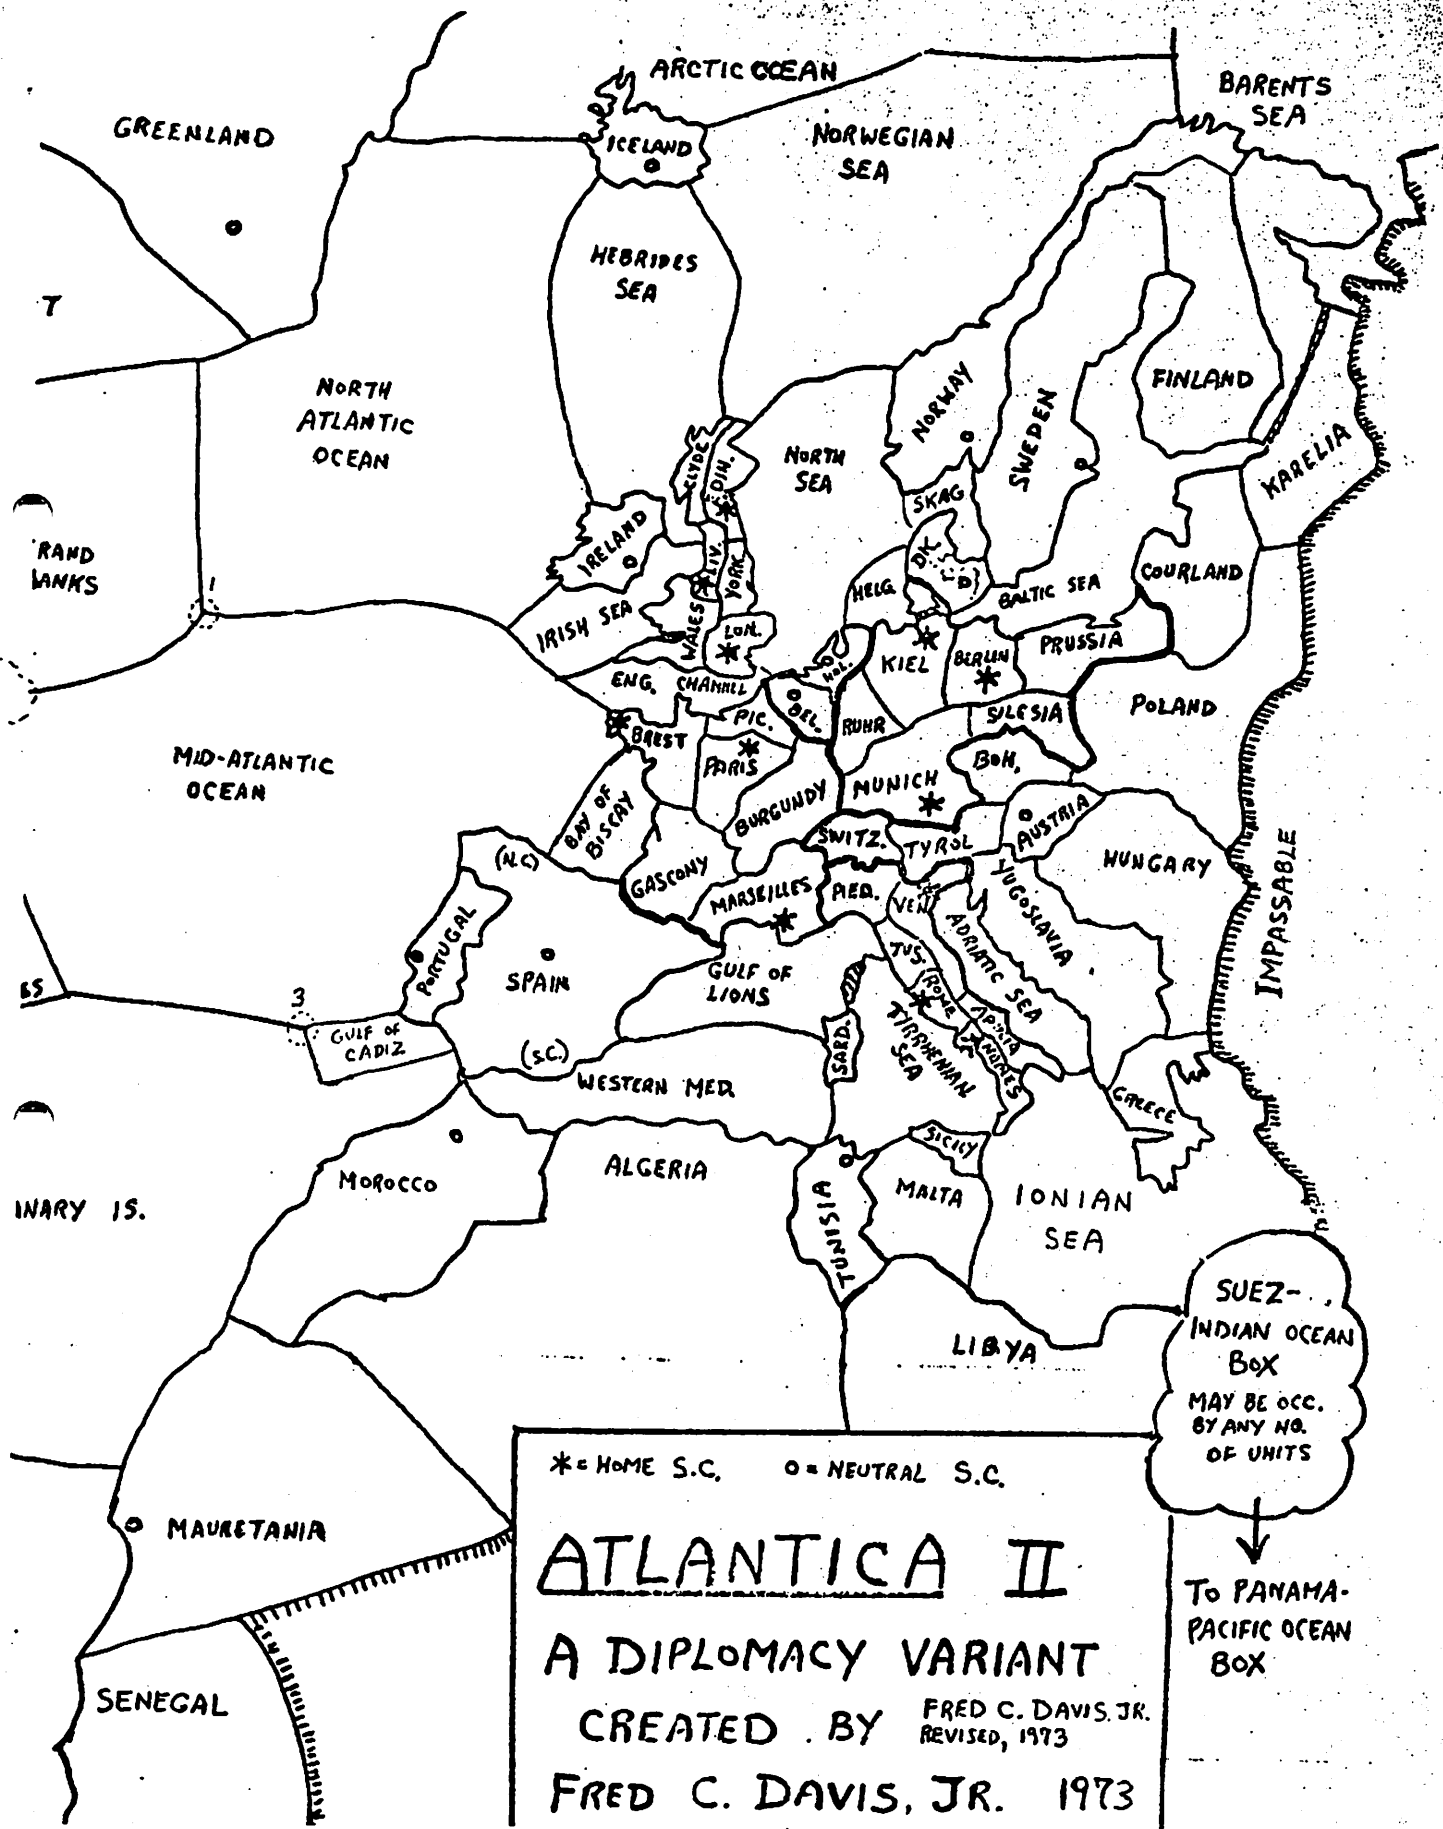 ARCTIC OCEAN
BARENTS
SEA
GREENLAND
ICELAND
NORWEGIAN
SEA
HEBRIDES
SEA
T
NORTH
ATLANTIC
OCEAN
NORWAY
SWEDEN
FINLAND
KARELIA
CLYDE
EDIN.
NORTH
SEA
SKAG
RAND
ANKS
1
IRELAND
LIV.
YORK
DK.
D
HELG.
BALTIC SEA
COURLAND
IRISH SEA
WALES
LON.
HOL.
KIEL
BERLIN
PRUSSIA
ENG. CHANNEL
PIC.
BEL.
RUHR
SILESIA
POLAND
BREST
PARIS
MID-ATLANTIC
OCEAN
BAY OF
BISCAY
BURGUNDY
MUNICH
BOH.
SWITZ.
TYROL
AUSTRIA
HUNGARY
(N.C.)
GASCONY
MARSEILLES
PIED.
VEN
YUGOSLAVIA
IMPASSABLE
PORTUGAL
SPAIN
GULF OF
LIONS
TUS.
ROME
ADRIATIC SEA
APULIA
NAPLES
3
GULF OF
CADIZ
(S.C.)
WESTERN MED.
SARD.
TYRRHENIAN
SEA
GREECE
MOROCCO
ALGERIA
TUNISIA
SICILY
MALTA
IONIAN
SEA
INARY IS.
LIBYA
SUEZ-
INDIAN OCEAN
BOX
MAY BE OCC.
BY ANY NO.
OF UNITS
TO PANAMA-
PACIFIC OCEAN
BOX
MAURETANIA
SENEGAL
* = HOME S.C. O = NEUTRAL S.C.
ATLANTICA II
A DIPLOMACY VARIANT
CREATED BY FRED C. DAVIS, JR.
REVISED, 1973
FRED C. DAVIS, JR. 1973